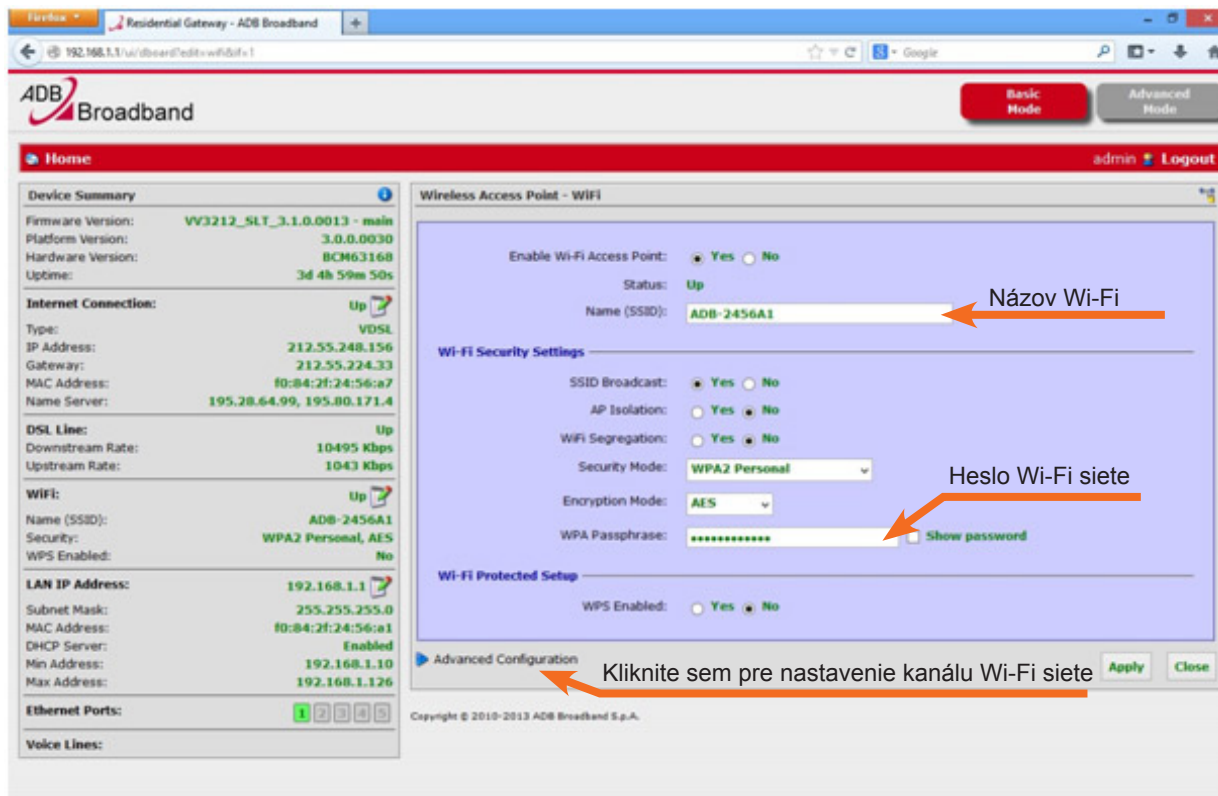 Firefox
Residential Gateway - ADB Broadband
192.168.1.1/ui/dboard?edit=wifi&if=1
Google
ADB Broadband
Basic Mode
Advanced Mode
Home
admin Logout
Device Summary
Firmware Version: VV3212_SLT_3.1.0.0013 - main
Platform Version: 3.0.0.0030
Hardware Version: BCM63168
Uptime: 3d 4h 59m 50s
Internet Connection: Up
Type: VDSL
IP Address: 212.55.248.156
Gateway: 212.55.224.33
MAC Address: f0:84:2f:24:56:a7
Name Server: 195.28.64.99, 195.80.171.4
DSL Line: Up
Downstream Rate: 10495 Kbps
Upstream Rate: 1043 Kbps
WiFi: Up
Name (SSID): ADB-2456A1
Security: WPA2 Personal, AES
WPS Enabled: No
LAN IP Address: 192.168.1.1
Subnet Mask: 255.255.255.0
MAC Address: f0:84:2f:24:56:a1
DHCP Server: Enabled
Min Address: 192.168.1.10
Max Address: 192.168.1.126
Ethernet Ports: 1 2 3 4 5
Voice Lines:
Wireless Access Point - WiFi
Enable Wi-Fi Access Point: Yes No
Status: Up
Name (SSID): ADB-2456A1
Názov Wi-Fi
Wi-Fi Security Settings
SSID Broadcast: Yes No
AP Isolation: Yes No
WiFi Segregation: Yes No
Security Mode: WPA2 Personal
Heslo Wi-Fi siete
Encryption Mode: AES
WPA Passphrase: •••••••••••• Show password
Wi-Fi Protected Setup
WPS Enabled: Yes No
Advanced Configuration
Kliknite sem pre nastavenie kanálu Wi-Fi siete
Apply Close
Copyright © 2010-2013 ADB Broadband S.p.A.